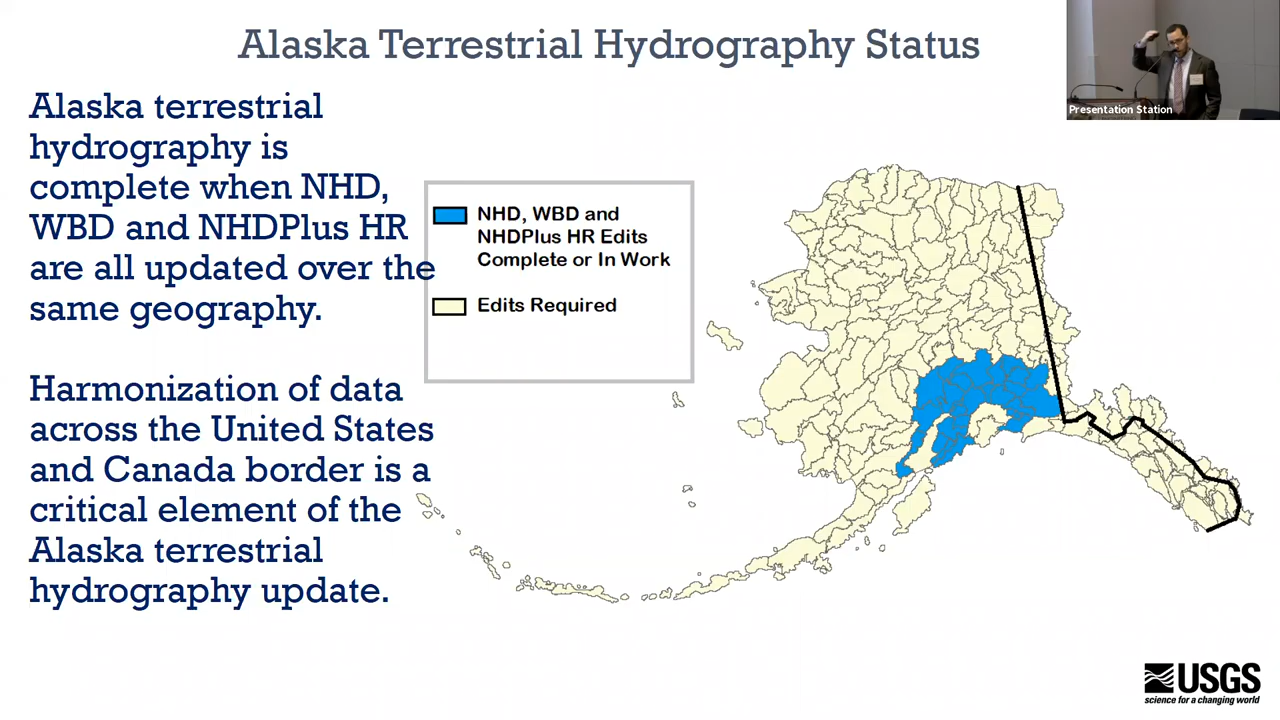 Alaska Terrestrial Hydrography Status
Presentation Station
Alaska terrestrial
hydrography is
complete when NHD,
WBD and NHDPlus HR
are all updated over the
same geography.
Harmonization of data
across the United States
and Canada border is a
critical element of the
Alaska terrestrial
hydrography update.
NHD, WBD and
NHDPlus HR Edits
Complete or In Work
Edits Required
USGS
science for a changing world